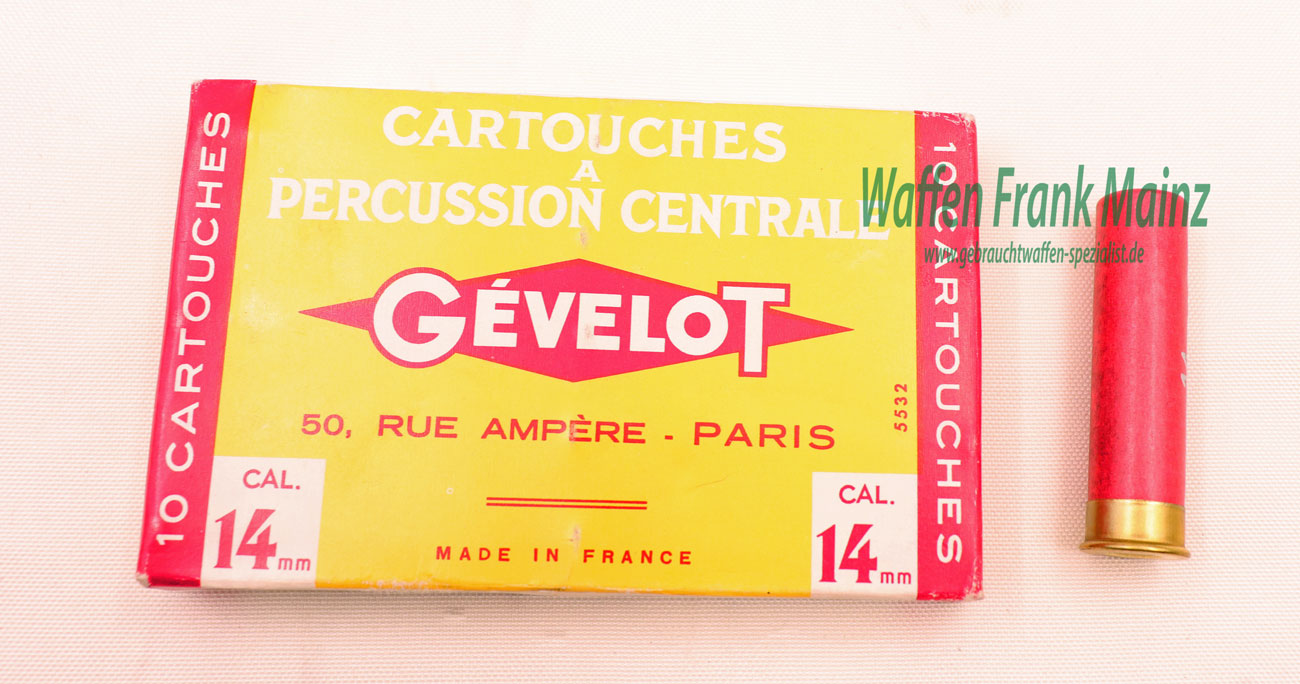 CARTOUCHES
A
PERCUSSION CENTRALE
GÉVELOT
50, RUE AMPÈRE - PARIS
5532
CAL.
14mm
CAL.
14mm
MADE IN FRANCE
10 CARTOUCHES
10 CARTOUCHES
Waffen Frank Mainz
www.gebrauchtwaffen-spezialist.de